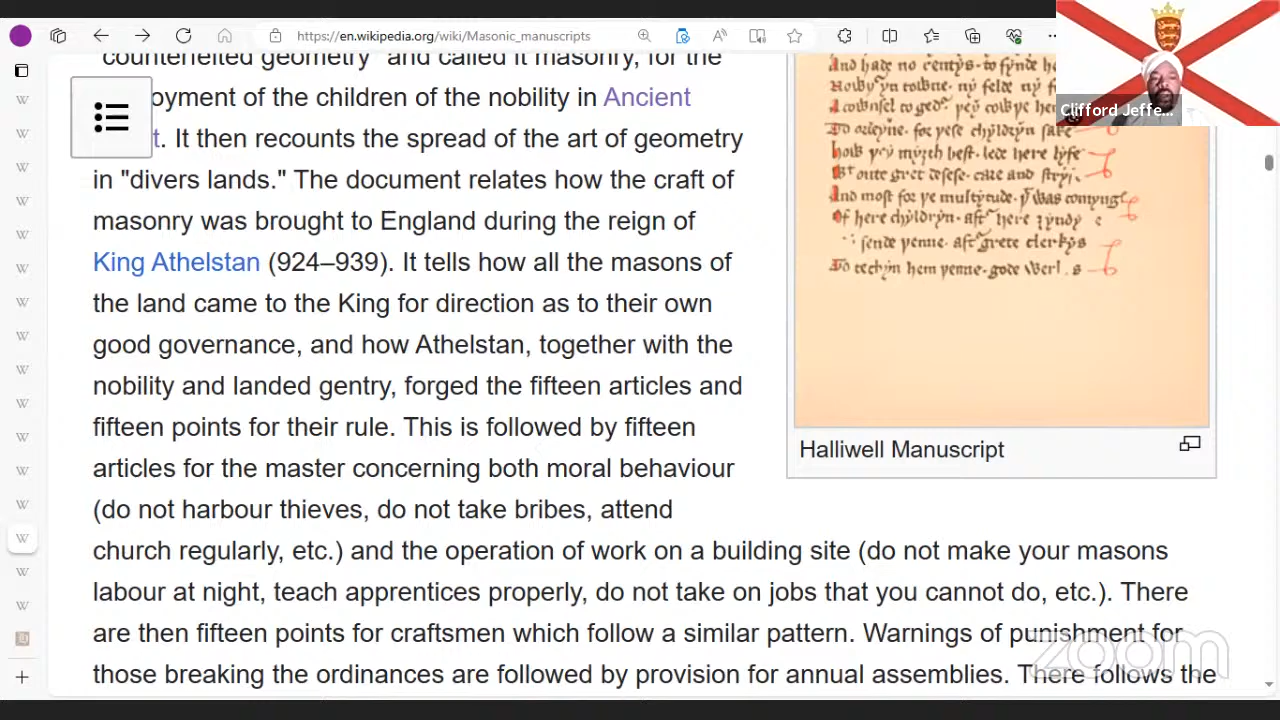 https://en.wikipedia.org/wiki/Masonic_manuscripts
Clifford Jeffe...
"counterfeited geometry" and called it masonry, for the
oyment of the children of the nobility in Ancient
t. It then recounts the spread of the art of geometry
in "divers lands." The document relates how the craft of
masonry was brought to England during the reign of
King Athelstan (924–939). It tells how all the masons of
the land came to the King for direction as to their own
good governance, and how Athelstan, together with the
nobility and landed gentry, forged the fifteen articles and
fifteen points for their rule. This is followed by fifteen
articles for the master concerning both moral behaviour
(do not harbour thieves, do not take bribes, attend
church regularly, etc.) and the operation of work on a building site (do not make your masons
labour at night, teach apprentices properly, do not take on jobs that you cannot do, etc.). There
are then fifteen points for craftsmen which follow a similar pattern. Warnings of punishment for
those breaking the ordinances are followed by provision for annual assemblies. There follows the
Halliwell Manuscript
zoom